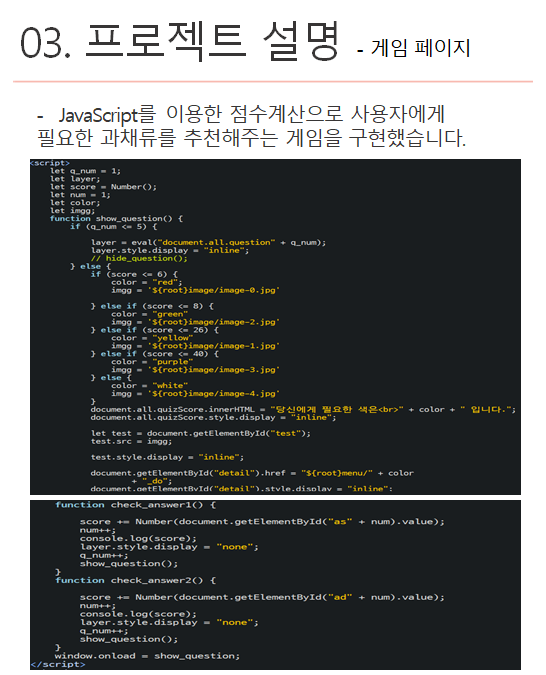 03. 프로젝트 설명 - 게임 페이지
- JavaScript를 이용한 점수계산으로 사용자에게
필요한 과채류를 추천해주는 게임을 구현했습니다.
<script>
let q_num = 1;
let layer;
let score = Number();
let num = 1;
let color;
let imgg;
function show_question() {
if (q_num <= 5) {
layer = eval("document.all.question" + q_num);
layer.style.display = "inline";
// hide_question();
} else {
if (score <= 6) {
color = "red";
imgg = '${root}image/image-0.jpg'
} else if (score <= 8) {
color = "green"
imgg = '${root}image/image-2.jpg'
} else if (score <= 26) {
color = "yellow"
imgg = '${root}image/image-1.jpg'
} else if (score <= 40) {
color = "purple"
imgg = '${root}image/image-3.jpg'
} else {
color = "white"
imgg = '${root}image/image-4.jpg'
}
document.all.quizScore.innerHTML = "당신에게 필요한 색은<br>" + color + " 입니다.";
document.all.quizScore.style.display = "inline";
let test = document.getElementById("test");
test.src = imgg;
test.style.display = "inline";
document.getElementById("detail").href = "${root}menu/" + color
+ "_do";
document.getElementById("detail").style.display = "inline";
function check_answer1() {
score += Number(document.getElementById("as" + num).value);
num++;
console.log(score);
layer.style.display = "none";
q_num++;
show_question();
}
function check_answer2() {
score += Number(document.getElementById("ad" + num).value);
num++;
console.log(score);
layer.style.display = "none";
q_num++;
show_question();
}
window.onload = show_question;
</script>